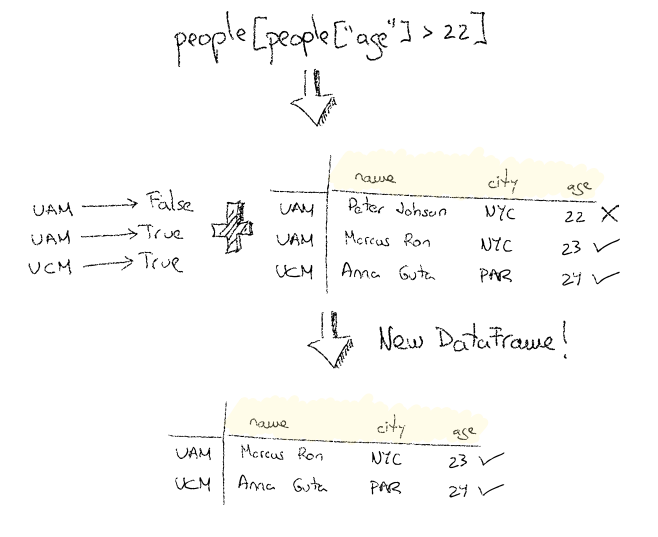 people[people["age"] > 22]
name city age
UAM → False
UAM → True
UCM → True
UAM Peter Johson NYC 22 ✗
UAM Marcus Ron NYC 23 ✓
UCM Anna Guta PAR 24 ✓
New DataFrame!
name city age
UAM Marcus Ron NYC 23 ✓
UCM Anna Guta PAR 24 ✓